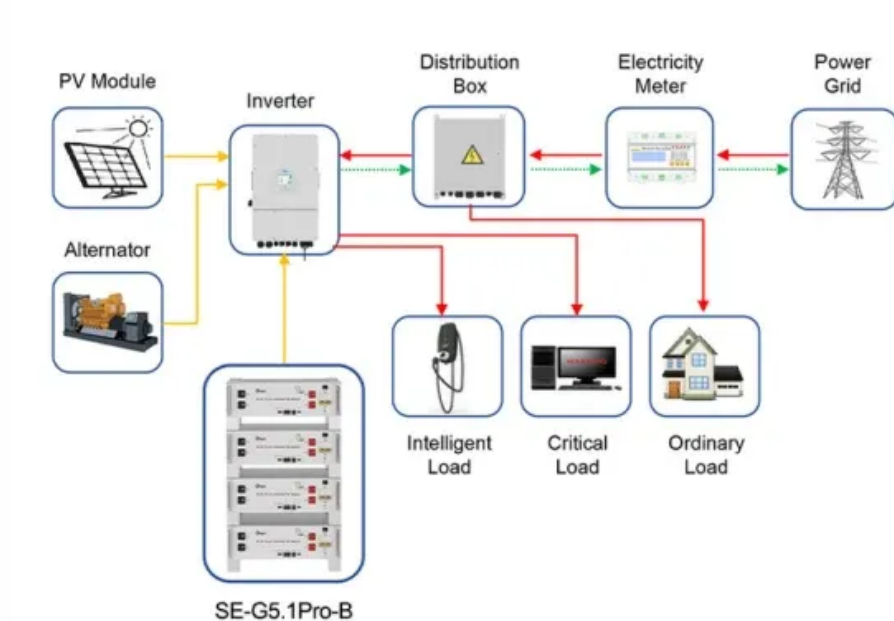 PV Module
Inverter
Distribution
Box
Electricity
Meter
Power
Grid
Alternator
Intelligent
Load
Critical
Load
Ordinary
Load
SE-G5.1Pro-B